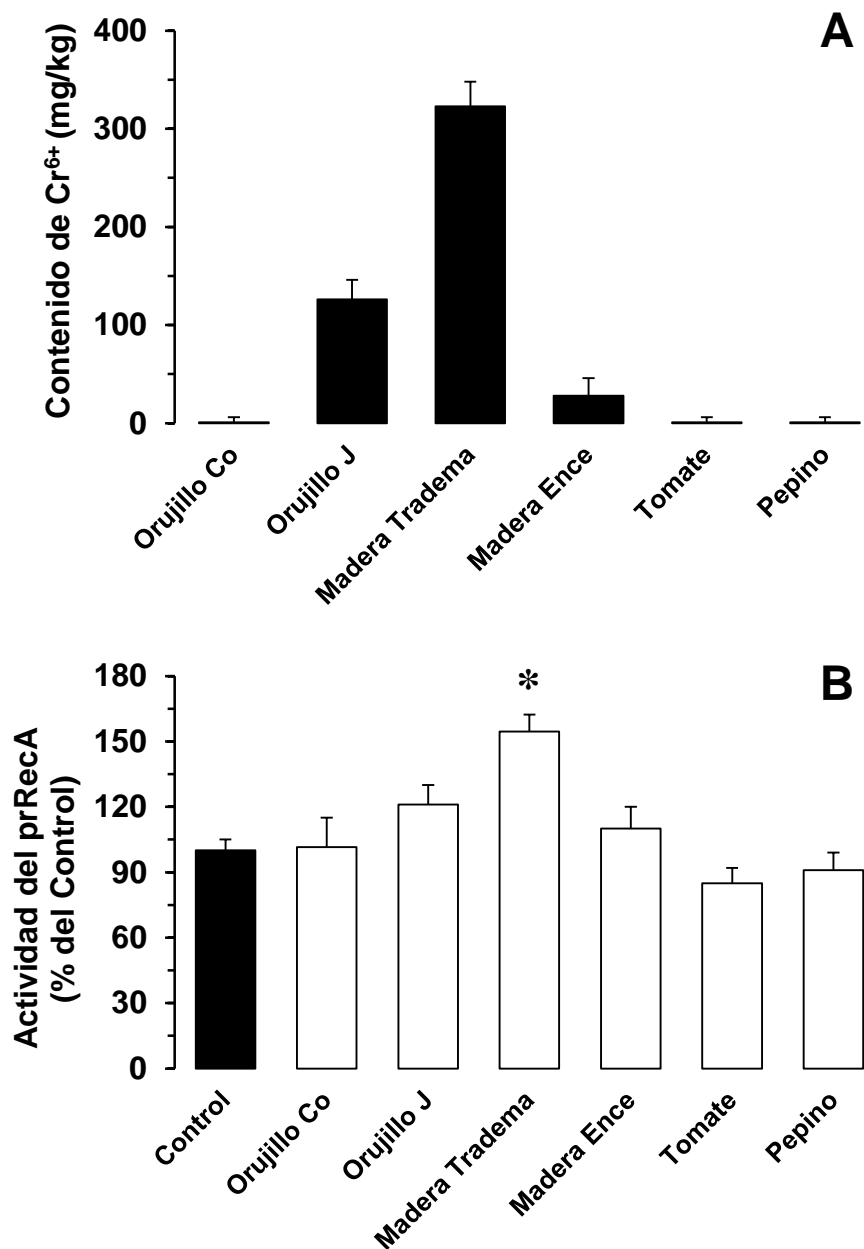 A
Contenido de Cr⁶⁺ (mg/kg)
400
300
200
100
0
Orujillo Co
Orujillo J
Madera Tradema
Madera Ence
Tomate
Pepino
B
Actividad del prRecA
(% del Control)
180
150
120
90
60
30
0
*
Control
Orujillo Co
Orujillo J
Madera Tradema
Madera Ence
Tomate
Pepino